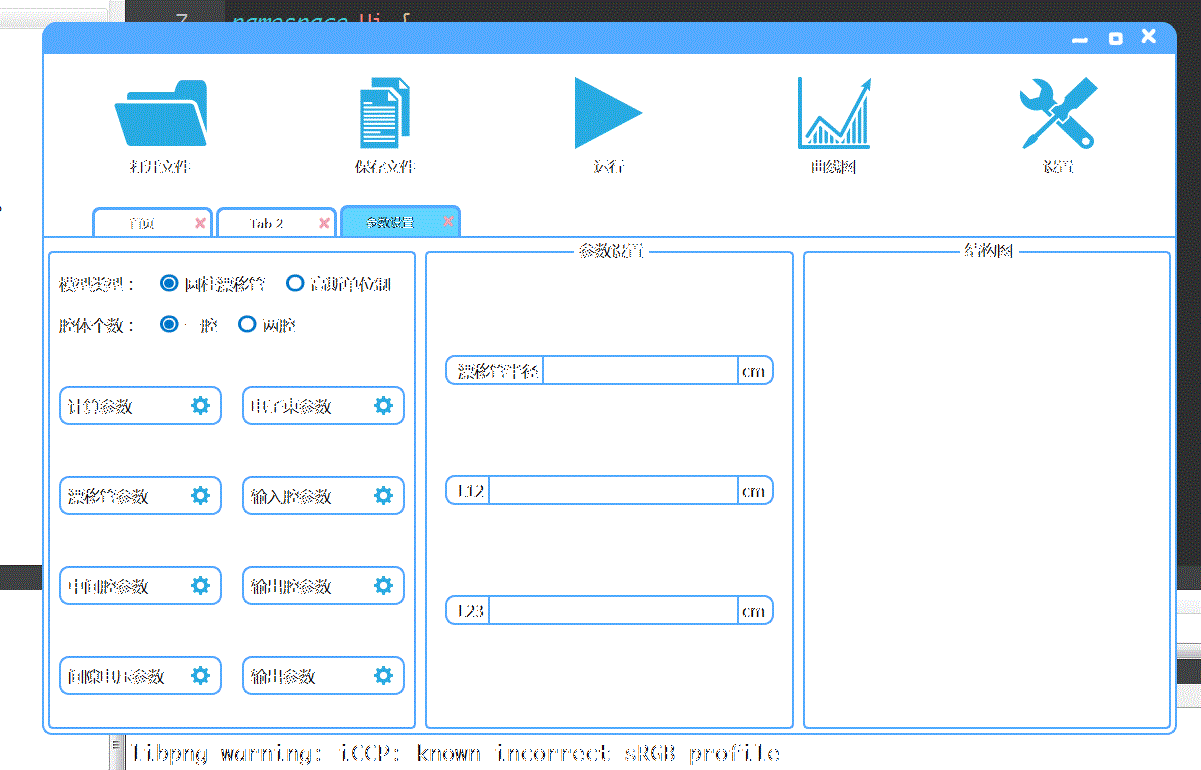 7 namespace Ui {
打开文件 保存文件 运行 曲线图 设置
首页 Tab 2 参数设置
参数设置 结构图
模型类型： 圆柱漂移管 高斯单位制
腔体个数： 一腔 两腔
漂移管半径 cm
计算参数 电子束参数
漂移管参数 输入腔参数
L12 cm
中间腔参数 输出腔参数
L23 cm
间隙电压参数 输出参数
libpng warning: iCCP: known incorrect sRGB profile